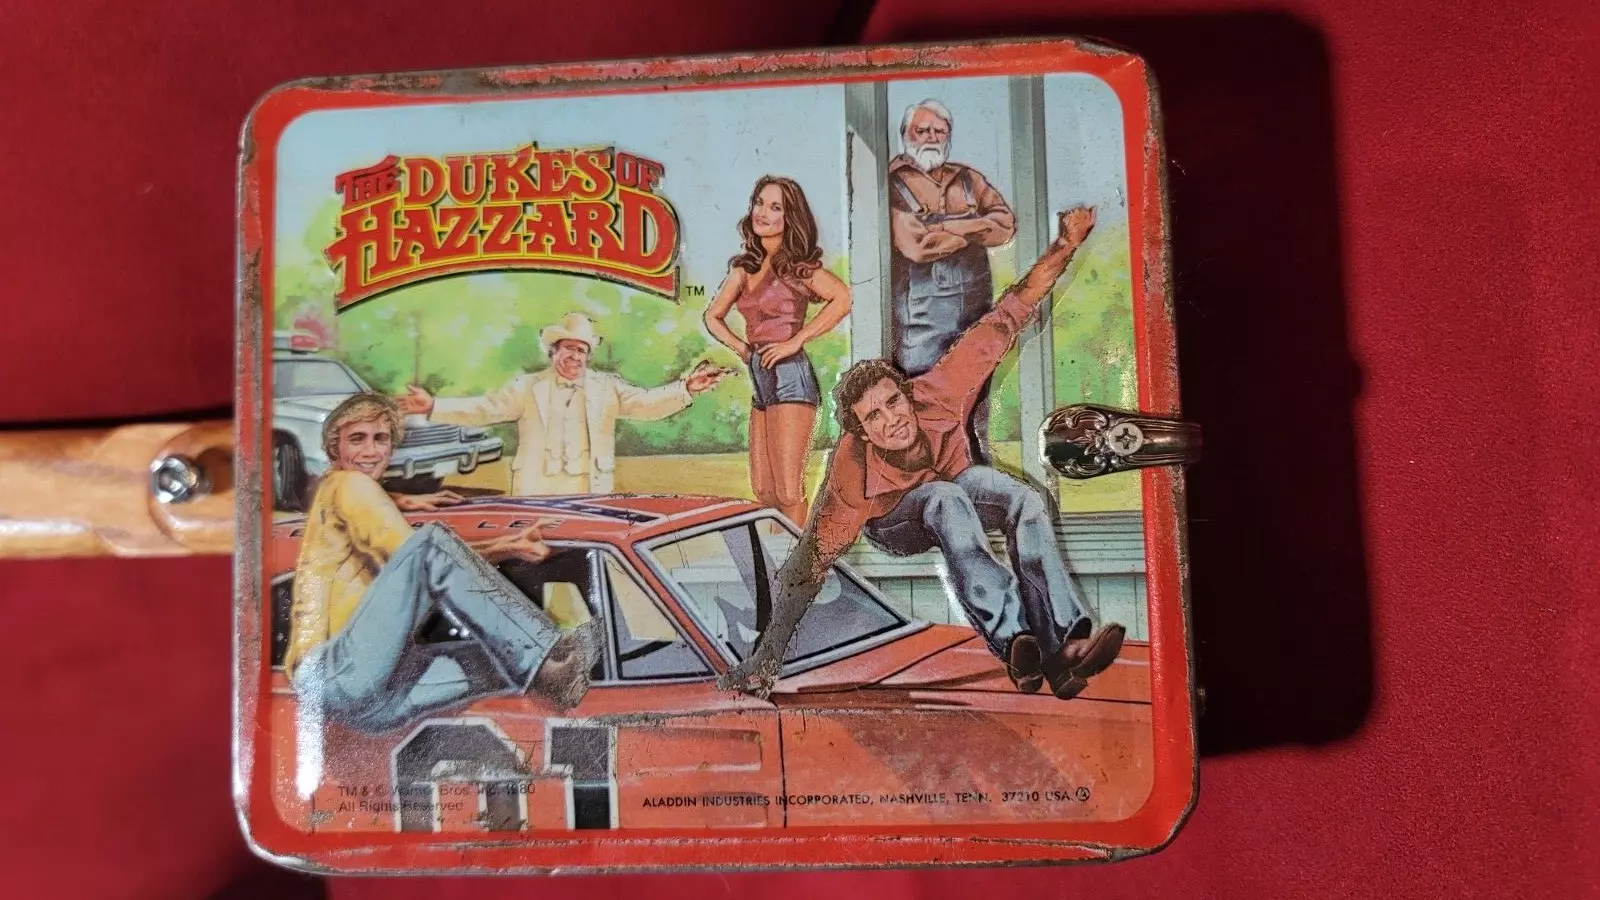 THE DUKES OF
HAZZARD
TM
LEE
01
TM & © Warner Bros. Inc. 1980
All Rights Reserved
ALADDIN INDUSTRIES INCORPORATED, NASHVILLE, TENN. 37210 USA